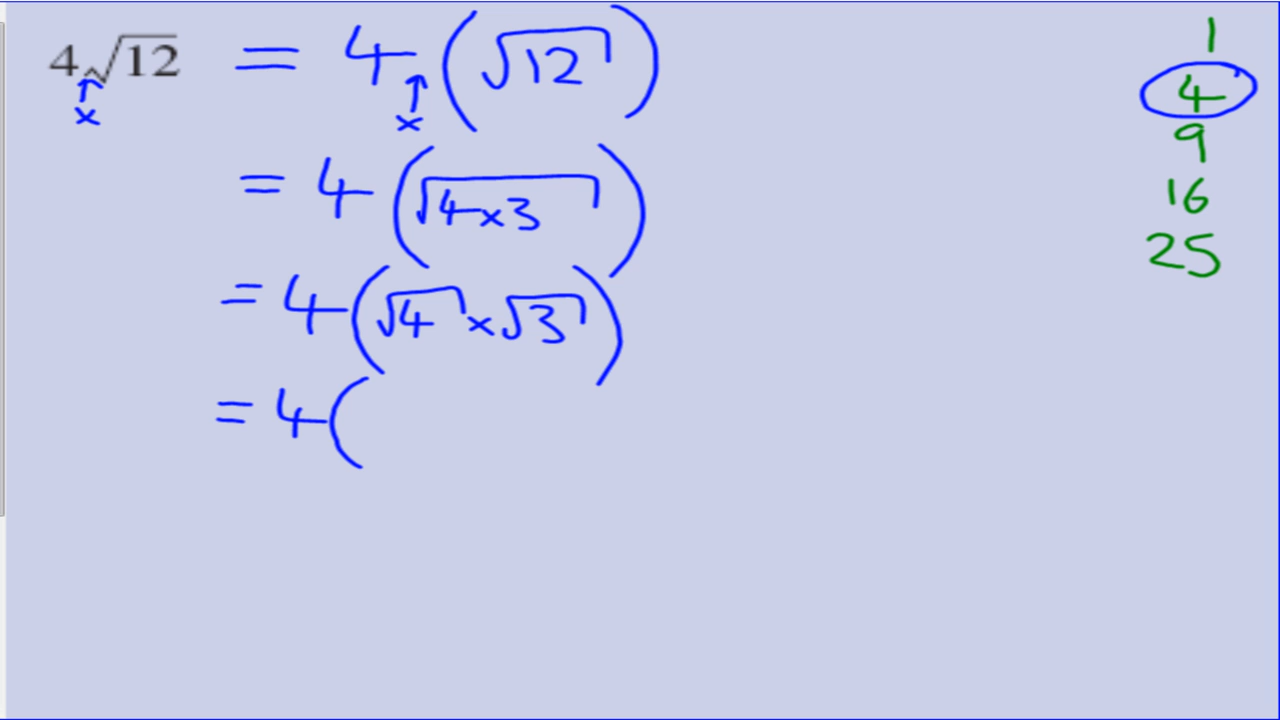 4√12 = 4 (√12)
↑
x
↑
x
= 4 (√4×3)
= 4 (√4 × √3)
= 4 (
1
4
9
16
25